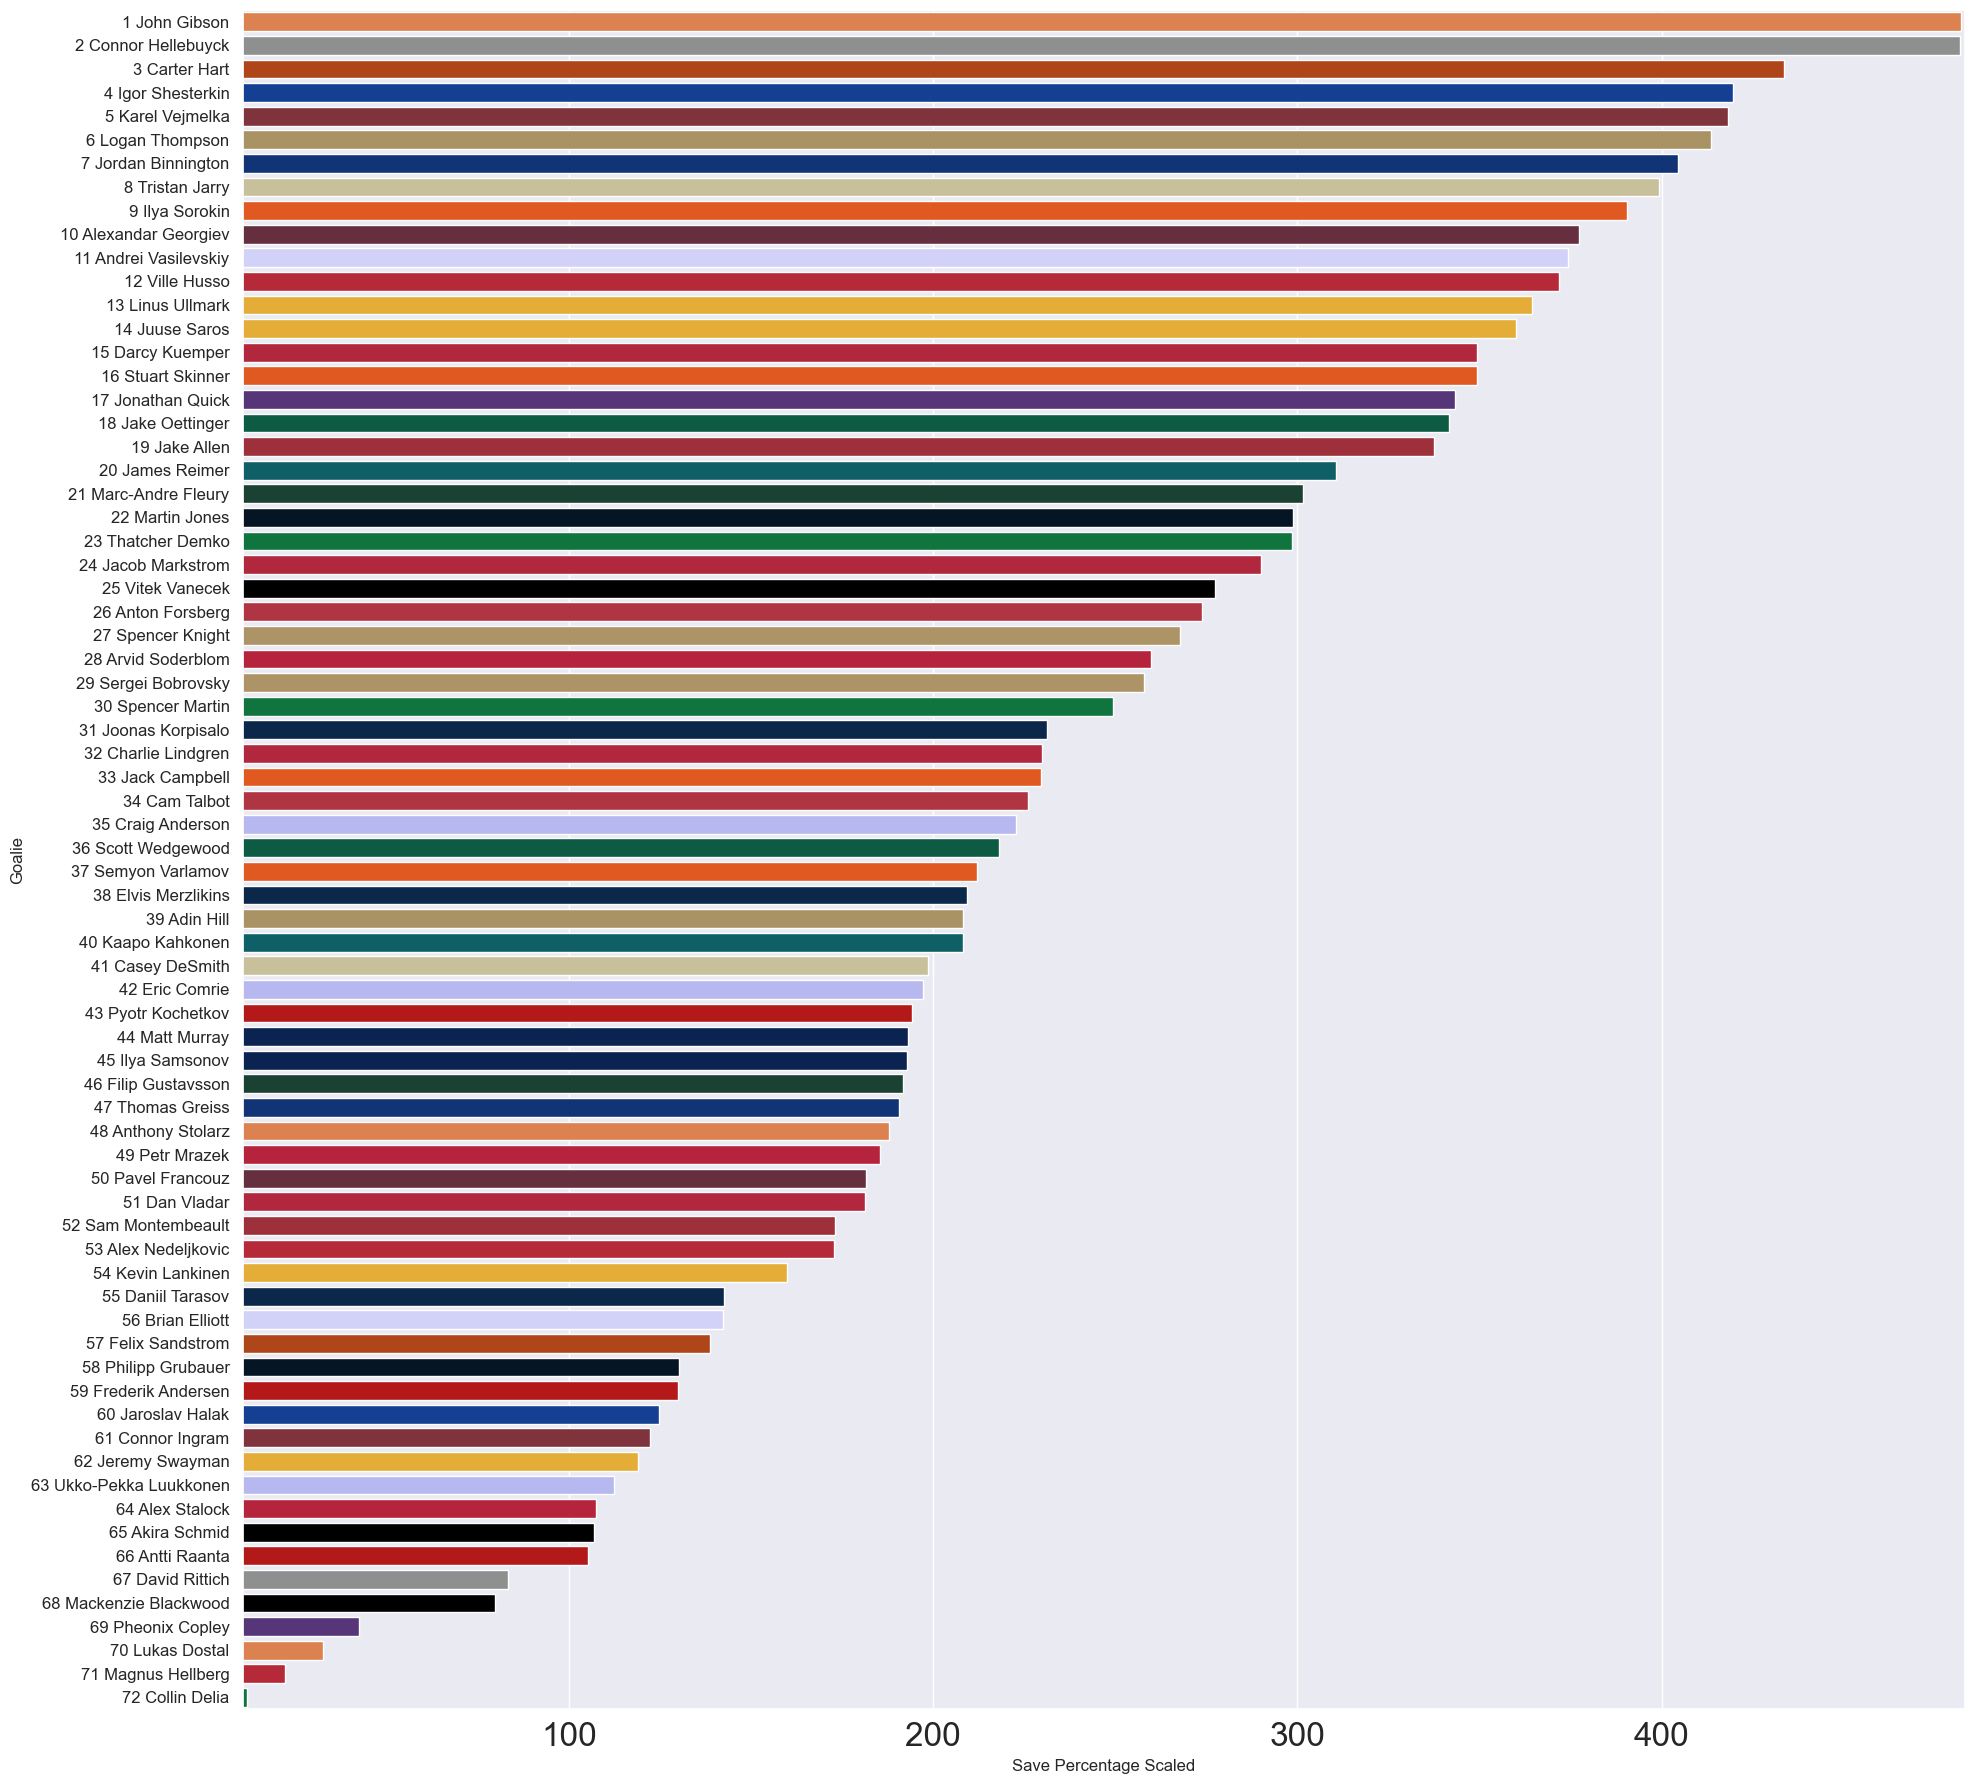 1 John Gibson
2 Connor Hellebuyck
3 Carter Hart
4 Igor Shesterkin
5 Karel Vejmelka
6 Logan Thompson
7 Jordan Binnington
8 Tristan Jarry
9 Ilya Sorokin
10 Alexandar Georgiev
11 Andrei Vasilevskiy
12 Ville Husso
13 Linus Ullmark
14 Juuse Saros
15 Darcy Kuemper
16 Stuart Skinner
17 Jonathan Quick
18 Jake Oettinger
19 Jake Allen
20 James Reimer
21 Marc-Andre Fleury
22 Martin Jones
23 Thatcher Demko
24 Jacob Markstrom
25 Vitek Vanecek
26 Anton Forsberg
27 Spencer Knight
28 Arvid Soderblom
29 Sergei Bobrovsky
30 Spencer Martin
31 Joonas Korpisalo
32 Charlie Lindgren
33 Jack Campbell
34 Cam Talbot
35 Craig Anderson
36 Scott Wedgewood
37 Semyon Varlamov
38 Elvis Merzlikins
39 Adin Hill
40 Kaapo Kahkonen
41 Casey DeSmith
42 Eric Comrie
43 Pyotr Kochetkov
44 Matt Murray
45 Ilya Samsonov
46 Filip Gustavsson
47 Thomas Greiss
48 Anthony Stolarz
49 Petr Mrazek
50 Pavel Francouz
51 Dan Vladar
52 Sam Montembeault
53 Alex Nedeljkovic
54 Kevin Lankinen
55 Daniil Tarasov
56 Brian Elliott
57 Felix Sandstrom
58 Philipp Grubauer
59 Frederik Andersen
60 Jaroslav Halak
61 Connor Ingram
62 Jeremy Swayman
63 Ukko-Pekka Luukkonen
64 Alex Stalock
65 Akira Schmid
66 Antti Raanta
67 David Rittich
68 Mackenzie Blackwood
69 Pheonix Copley
70 Lukas Dostal
71 Magnus Hellberg
72 Collin Delia
Goalie
100 200 300 400
Save Percentage Scaled